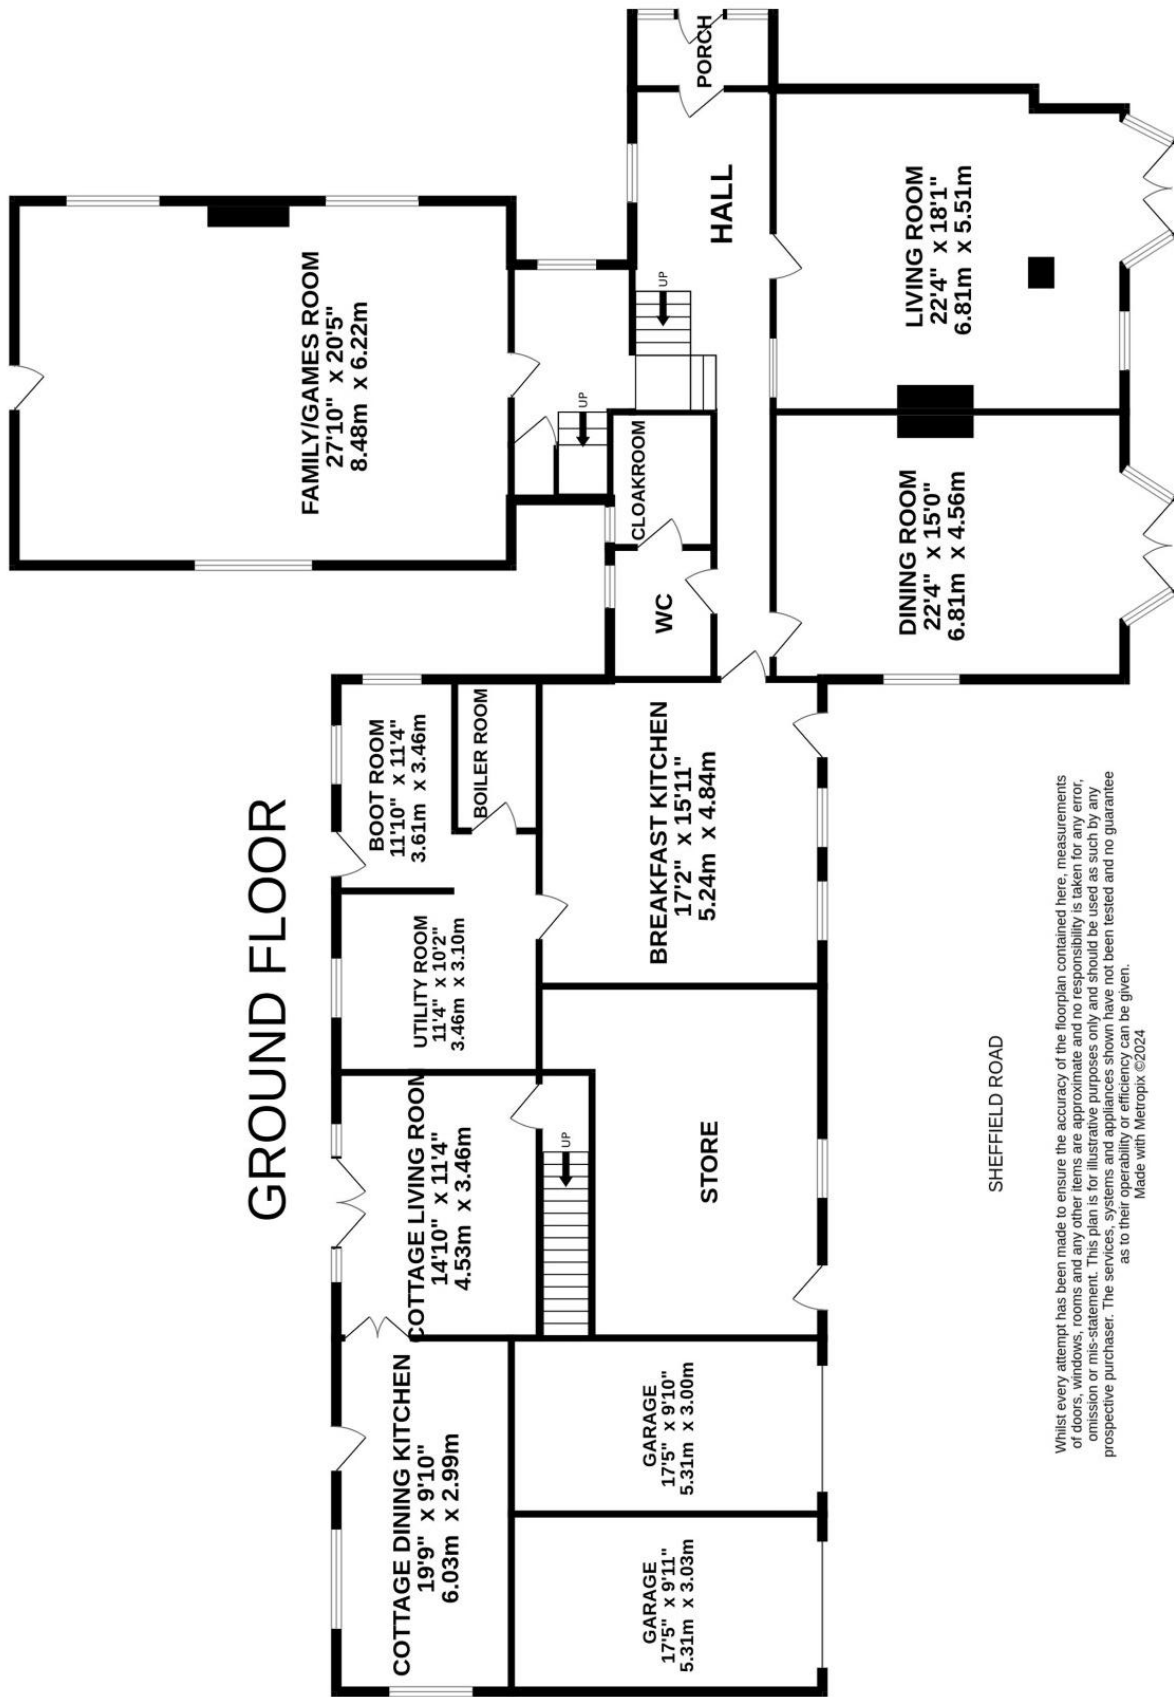 GROUND FLOOR
FAMILY/GAMES ROOM
27'10" x 20'5"
8.48m x 6.22m
PORCH
HALL
UP
UP
CLOAKROOM
WC
LIVING ROOM
22'4" x 18'1"
6.81m x 5.51m
DINING ROOM
22'4" x 15'0"
6.81m x 4.56m
BOOT ROOM
11'10" x 11'4"
3.61m x 3.46m
BOILER ROOM
BREAKFAST KITCHEN
17'2" x 15'11"
5.24m x 4.84m
UTILITY ROOM
11'4" x 10'2"
3.46m x 3.10m
COTTAGE LIVING ROOM
14'10" x 11'4"
4.53m x 3.46m
UP
STORE
COTTAGE DINING KITCHEN
19'9" x 9'10"
6.03m x 2.99m
GARAGE
17'5" x 9'10"
5.31m x 3.00m
GARAGE
17'5" x 9'11"
5.31m x 3.03m
SHEFFIELD ROAD
Whilst every attempt has been made to ensure the accuracy of the floorplan contained here, measurements
of doors, windows, rooms and any other items are approximate and no responsibility is taken for any error,
omission or mis-statement. This plan is for illustrative purposes only and should be used as such by any
prospective purchaser. The services, systems and appliances shown have not been tested and no guarantee
as to their operability or efficiency can be given.
Made with Metropix ©2024